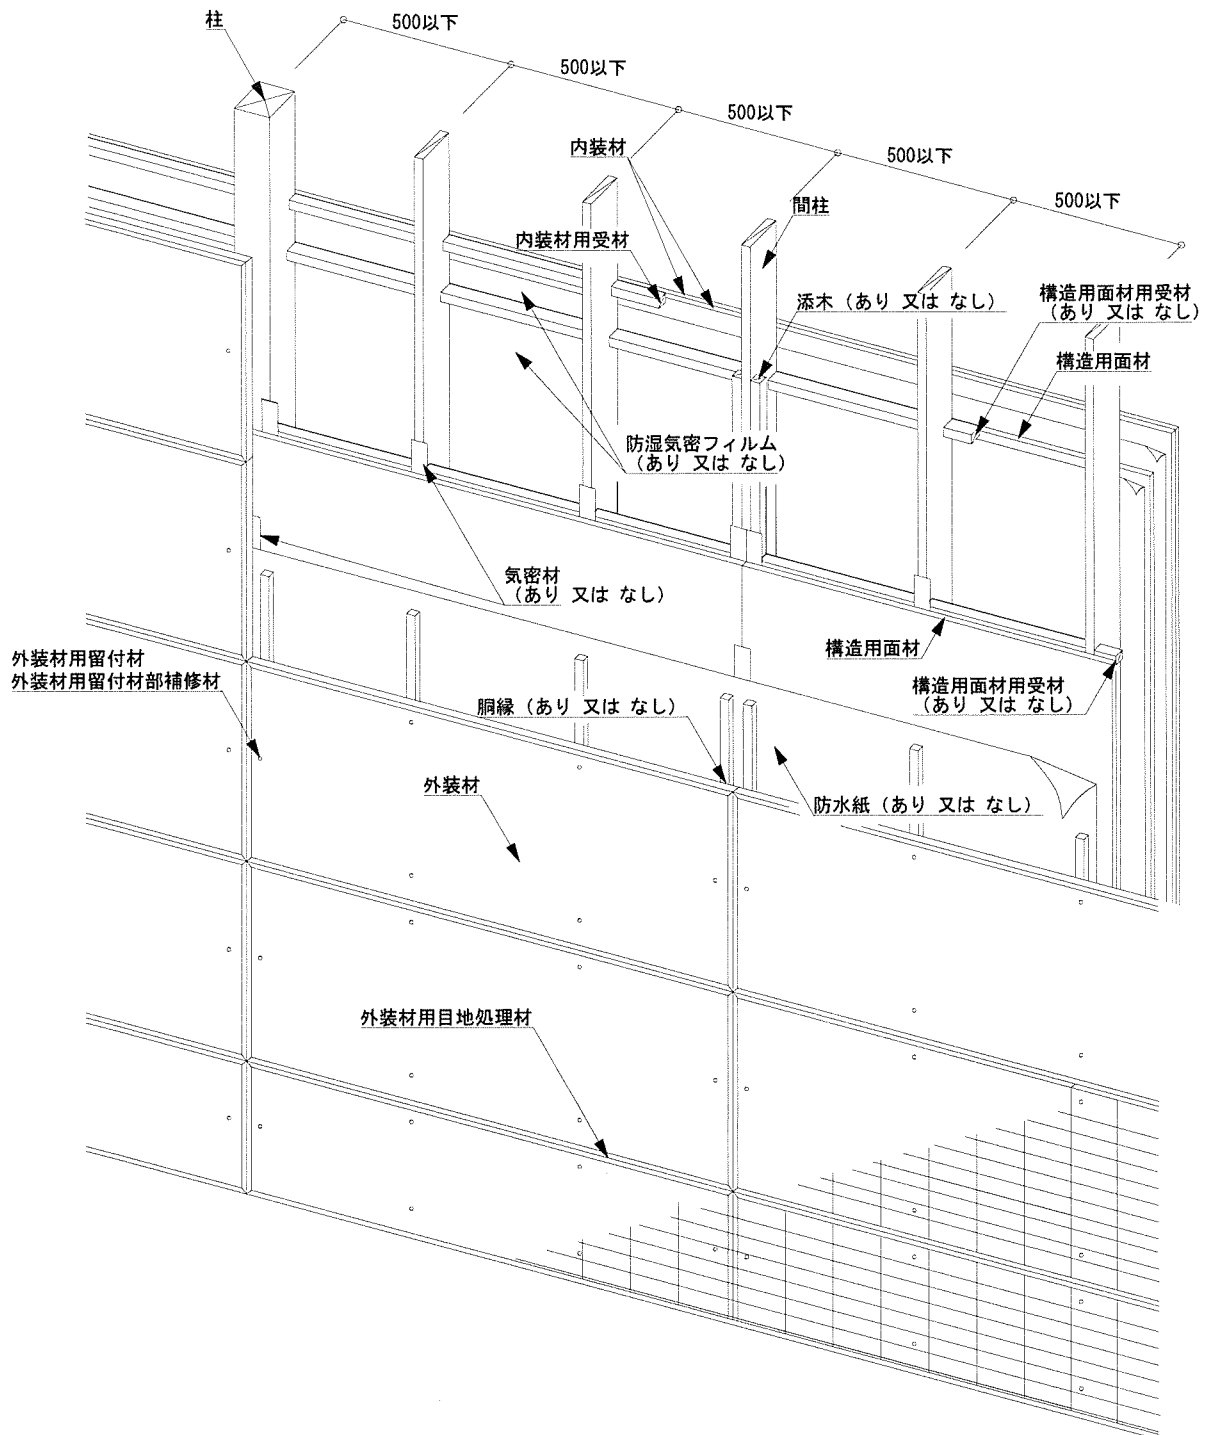 柱
500以下
500以下
500以下
500以下
500以下
内装材
間柱
内装材用受材
添木（あり 又は なし）
構造用面材用受材
（あり 又は なし）
構造用面材
防湿気密フィルム
（あり 又は なし）
気密材
（あり 又は なし）
構造用面材
外装材用留付材
外装材用留付材部補修材
構造用面材用受材
（あり 又は なし）
胴縁（あり 又は なし）
外装材
防水紙（あり 又は なし）
外装材用目地処理材